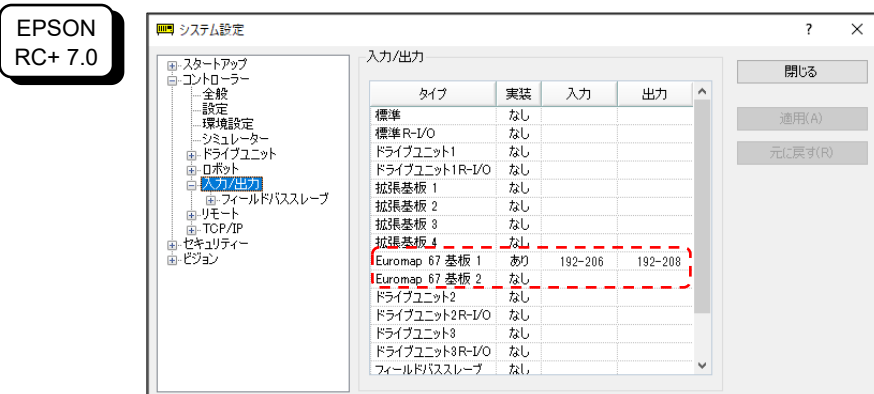 EPSON
RC+ 7.0
システム設定
? ×
スタートアップ
コントローラー
全般
設定
環境設定
シミュレーター
ドライブユニット
ロボット
入力/出力
フィールドバススレーブ
リモート
TCP/IP
セキュリティー
ビジョン
入力/出力
タイプ 実装 入力 出力
標準 なし
標準R-I/O なし
ドライブユニット1 なし
ドライブユニット1R-I/O なし
拡張基板 1 なし
拡張基板 2 なし
拡張基板 3 なし
拡張基板 4 なし
Euromap 67 基板 1 あり 192-206 192-208
Euromap 67 基板 2 なし
ドライブユニット2 なし
ドライブユニット2R-I/O なし
ドライブユニット3 なし
ドライブユニット3R-I/O なし
フィールドバススレーブ なし
閉じる
適用(A)
元に戻す(R)